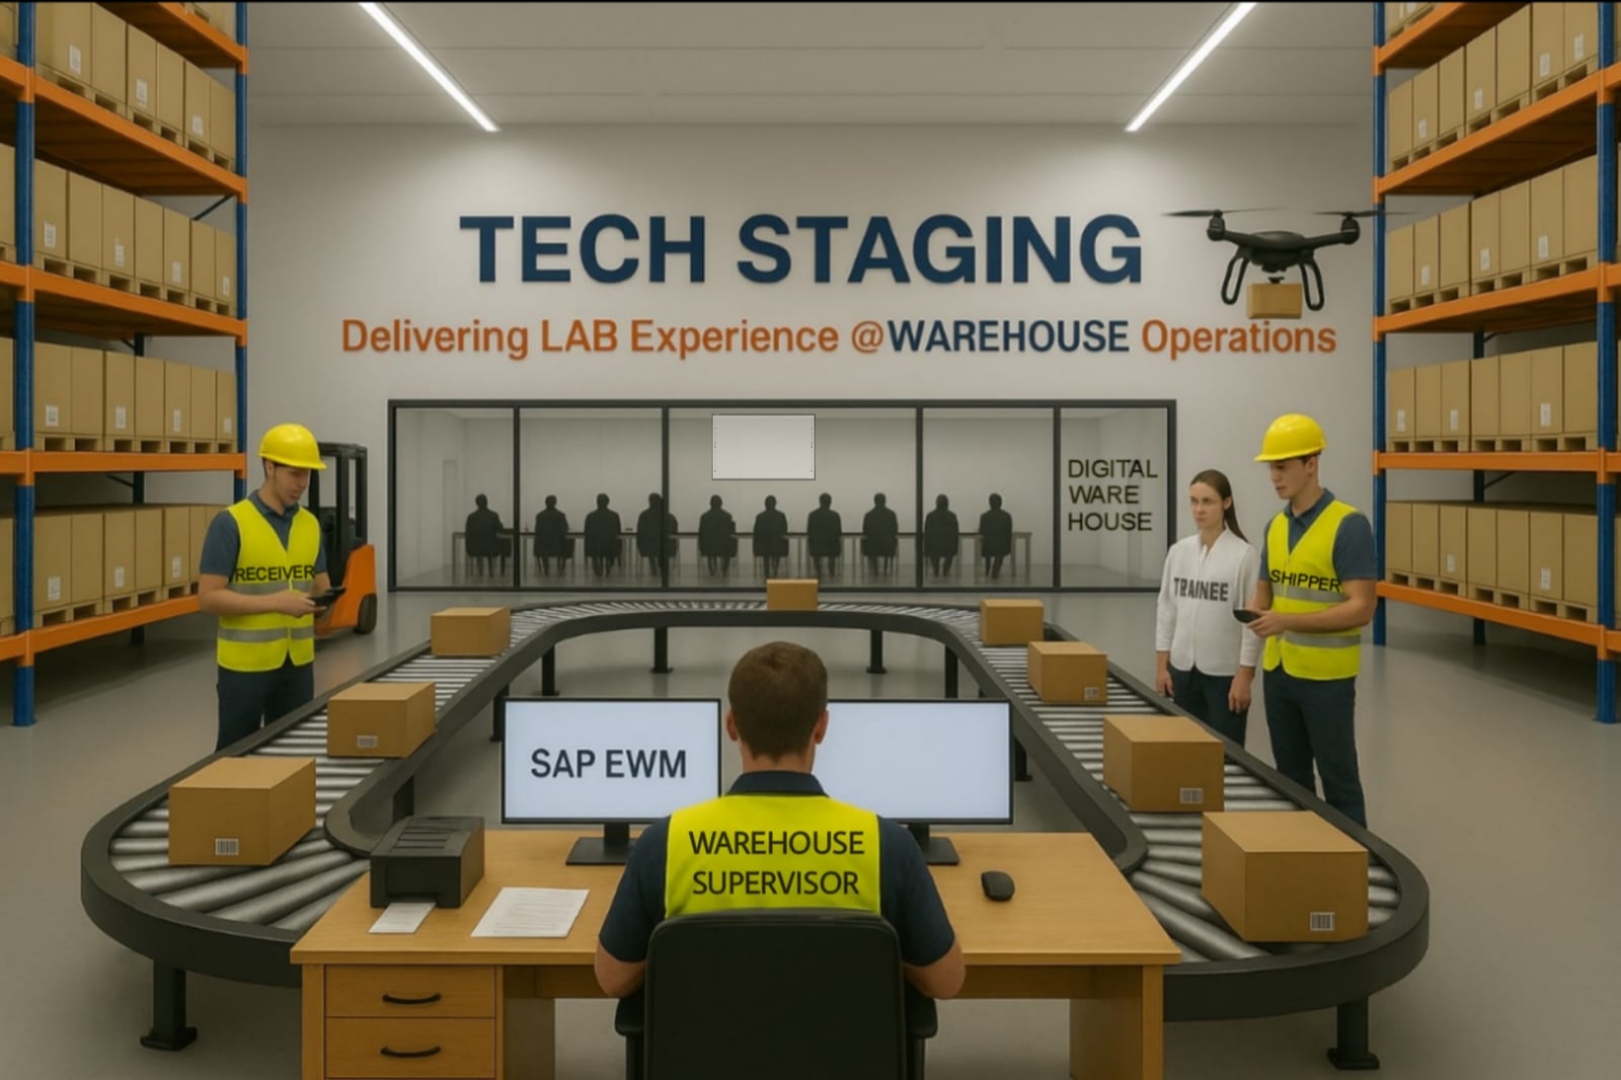 TECH STAGING
Delivering LAB Experience @WAREHOUSE Operations
DIGITAL
WARE
HOUSE
RECEIVER
TRAINEE
SHIPPER
SAP EWM
WAREHOUSE
SUPERVISOR